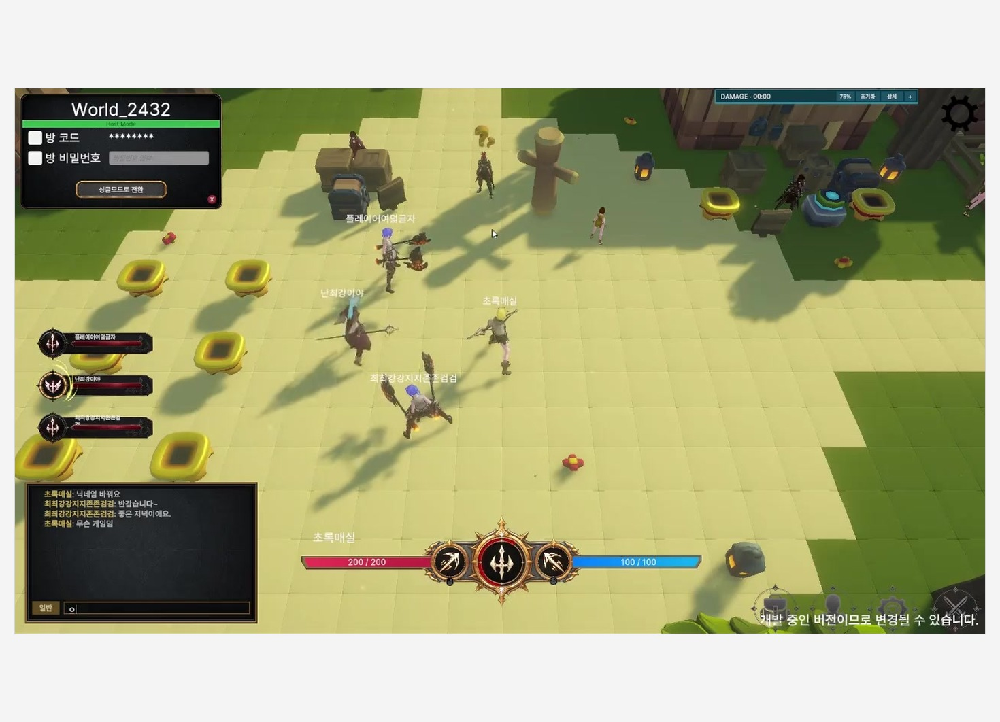 World_2432
Host Mode
방 코드 ********
방 비밀번호
싱글모드로 전환
X
DAMAGE · 00:00 75% 초기화 상세 +
플레이어여덟글자
난최강이야
초록매실
최최강강지지존존검검
플레이어여덟글자
난최강이야
최최강강지지존존검
검
초록매실: 닉네임 바꿔요
최최강강지지존존검검: 반갑습니다~
최최강강지지존존검검: 좋은 저녁이에요.
초록매실: 무슨 게임임
일반 이
초록매실
200 / 200
100 / 100
개발 중인 버전이므로 변경될 수 있습니다.